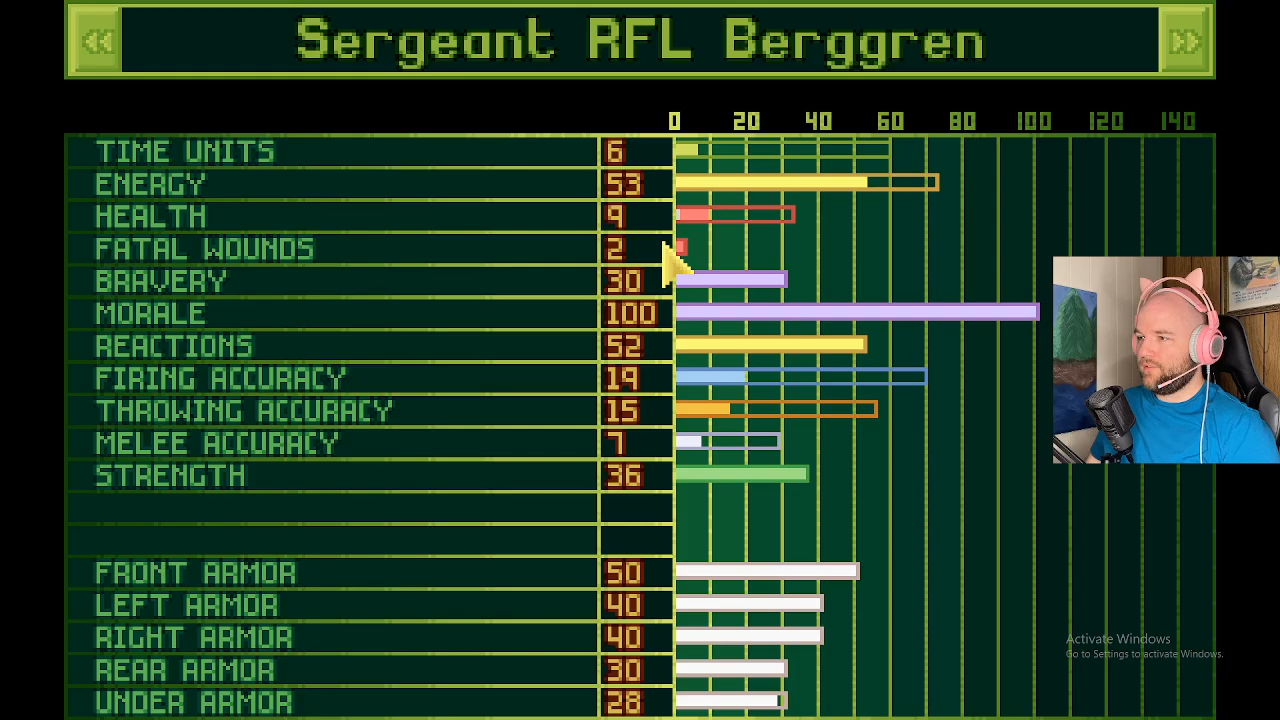 Sergeant RFL Berggren
0 20 40 60 80 100 120 140
TIME UNITS 6
ENERGY 53
HEALTH 9
FATAL WOUNDS 2
BRAVERY 30
MORALE 100
REACTIONS 52
FIRING ACCURACY 19
THROWING ACCURACY 15
MELEE ACCURACY 7
STRENGTH 36
FRONT ARMOR 50
LEFT ARMOR 40
RIGHT ARMOR 40
REAR ARMOR 30
UNDER ARMOR 28
Activate Windows
Go to Settings to activate Windows.